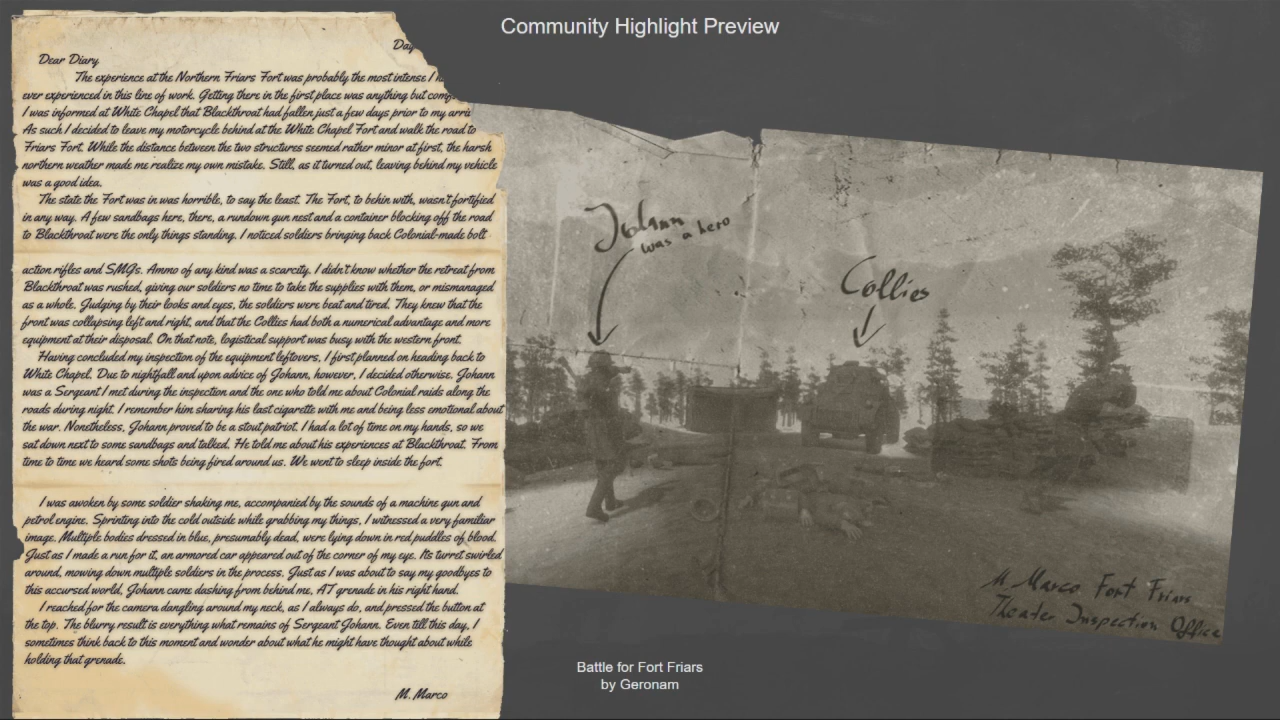 Community Highlight Preview
Day
Dear Diary
The experience at the Northern Friars Fort was probably the most intense I
ever experienced in this line of work. Getting there in the first place was anything but
I was informed at White Chapel that Blackthroat had fallen just a few days prior to my
As such I decided to leave my motorcycle behind at the White Chapel Fort and walk the road to
Friars Fort. While the distance between the two structures seemed rather minor at first, the harsh
northern weather made me realize my own mistake. Still, as it turned out, leaving behind my vehicle
was a good idea.
The state the Fort was in was horrible, to say the least. The Fort, to behin with, wasn't fortified
in any way. A few sandbags here, there, a rundown gun nest and a container blocking off the road
to Blackthroat were the only things standing. I noticed soldiers bringing back Colonial-made bolt
action rifles and SMGs. Ammo of any kind was a scarcity. I didn't know whether the retreat from
Blackthroat was rushed, giving our soldiers no time to take the supplies with them, or mismanaged
as a whole. Judging by their looks and eyes, the soldiers were beat and tired. They knew that the
front was collapsing left and right, and that the Collies had both a numerical advantage and more
equipment at their disposal. On that note, logistical support was busy with the western front.
Having concluded my inspection of the equipment leftovers, I first planned on heading back to
White Chapel. Due to nightfall and upon advice of Johann, however, I decided otherwise. Johann
was a Sergeant I met during the inspection and the one who told me about Colonial raids along the
roads during night. I remember him sharing his last cigarette with me and being less emotional about
the war. Nonetheless, Johann proved to be a stout patriot. I had a lot of time on my hands, so we
sat down next to some sandbags and talked. He told me about his experiences at Blackthroat. From
time to time we heard some shots being fired around us. We went to sleep inside the fort.
I was awoken by some soldier shaking me, accompanied by the sounds of a machine gun and
petrol engine. Sprinting into the cold outside while grabbing my things, I witnessed a very familiar
image. Multiple bodies dressed in blue, presumably dead, were lying down in red puddles of blood.
Just as I made a run for it, an armored car appeared out of the corner of my eye. Its turret swirled
around, mowing down multiple soldiers in the process. Just as I was about to say my goodbyes to
this accursed world, Johann came dashing from behind me, AT grenade in his right hand.
I reached for the camera dangling around my neck, as I always do, and pressed the button at
the top. The blurry result is everything what remains of Sergeant Johann. Even till this day, I
sometimes think back to this moment and wonder about what he might have thought about while
holding that grenade.
M. Marco
Johann
was a hero
Collies
M. Marco Fort Friars
Theater Inspection Office
Battle for Fort Friars
by Geronam